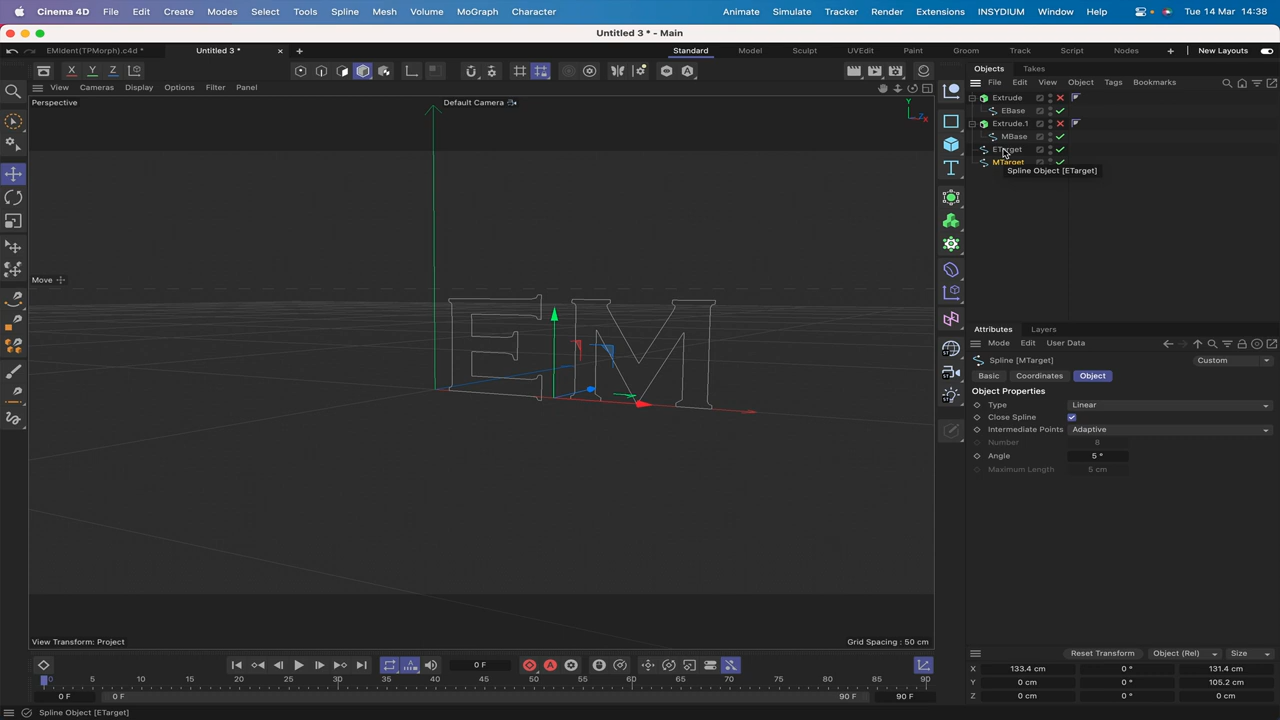 Cinema 4D File Edit Create Modes Select Tools Spline Mesh Volume MoGraph Character Animate Simulate Tracker Render Extensions INSYDIUM Window Help Tue 14 Mar 14:38
Untitled 3 * - Main
EMIdent(TPMorph).c4d * Untitled 3 * Standard Model Sculpt UVEdit Paint Groom Track Script Nodes New Layouts
X Y Z Objects Takes
View Cameras Display Options Filter Panel File Edit View Object Tags Bookmarks
Perspective Default Camera Extrude
EBase
Extrude.1
MBase
ETarget
MTarget
Spline Object [ETarget]
Move
Attributes Layers
Mode Edit User Data
Spline [MTarget] Custom
Basic Coordinates Object
Object Properties
Type Linear
Close Spline
Intermediate Points Adaptive
Number 8
Angle 5 °
Maximum Length 5 cm
View Transform: Project Grid Spacing : 50 cm
Reset Transform Object (Rel) Size
0 F
X 133.4 cm 0 ° 131.4 cm
0 5 10 15 20 25 30 35 40 45 50 55 60 65 70 75 80 85 90
Y 0 cm 0 ° 105.2 cm
0 F 0 F 90 F 90 F
Z 0 cm 0 ° 0 cm
Spline Object [ETarget]